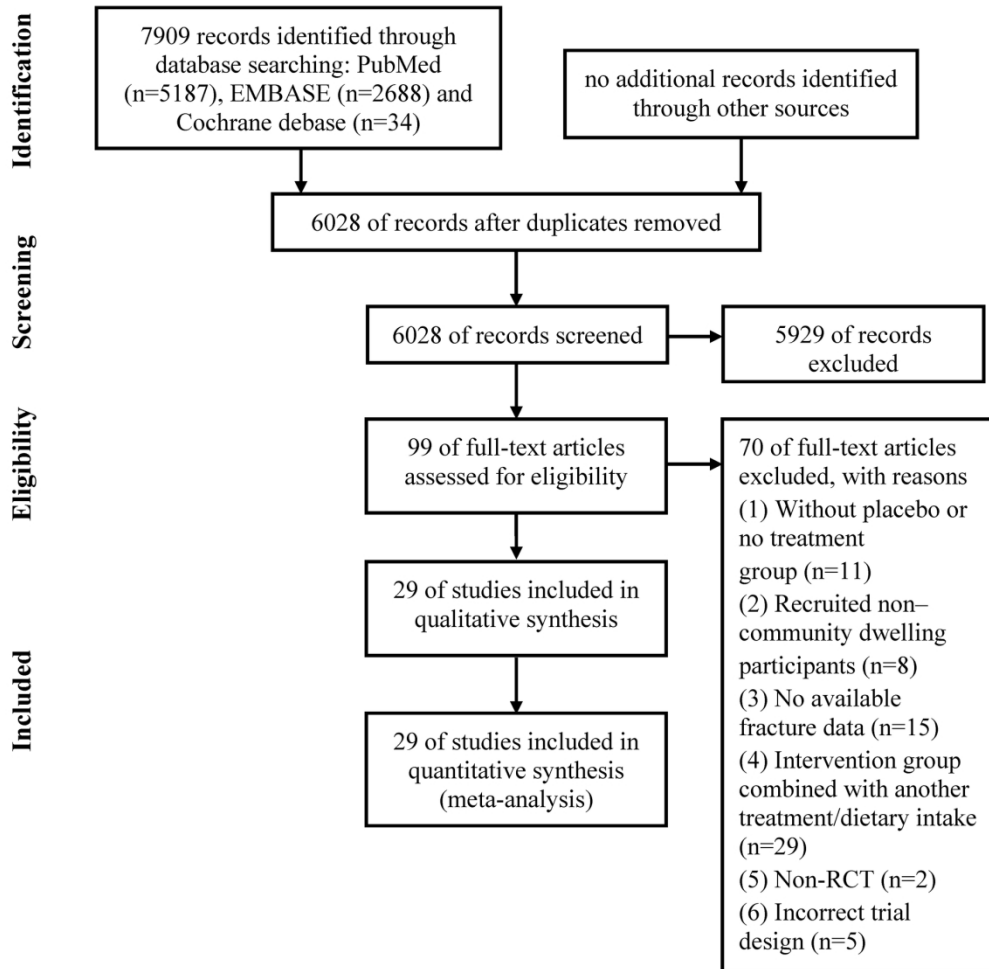 Identification
7909 records identified through
database searching: PubMed
(n=5187), EMBASE (n=2688) and
Cochrane debase (n=34)
no additional records identified
through other sources
6028 of records after duplicates removed
Screening
6028 of records screened
5929 of records
excluded
Eligibility
99 of full-text articles
assessed for eligibility
70 of full-text articles
excluded, with reasons
(1) Without placebo or
no treatment
group (n=11)
(2) Recruited non–
community dwelling
participants (n=8)
(3) No available
fracture data (n=15)
(4) Intervention group
combined with another
treatment/dietary intake
(n=29)
(5) Non-RCT (n=2)
(6) Incorrect trial
design (n=5)
Included
29 of studies included in
qualitative synthesis
29 of studies included in
quantitative synthesis
(meta-analysis)